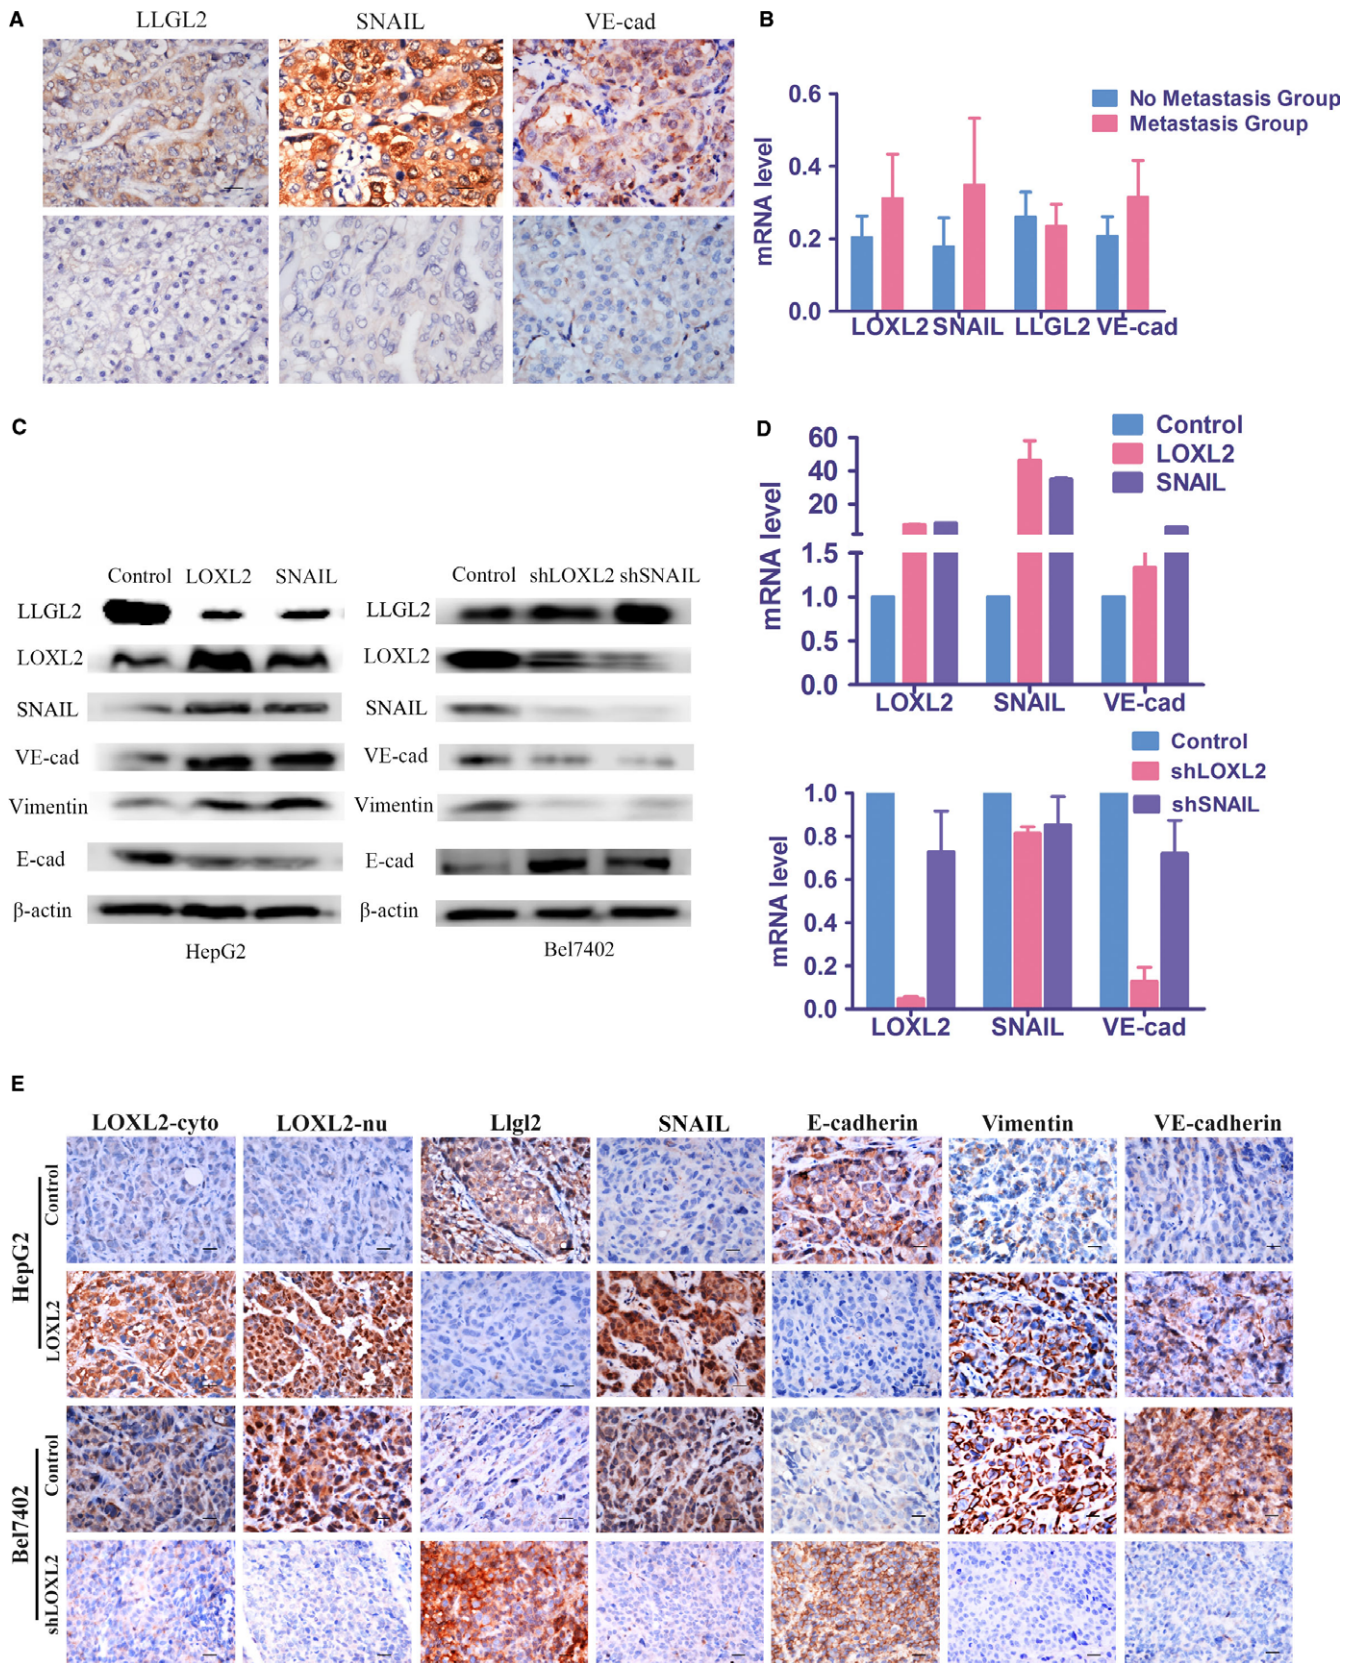 A
LLGL2 SNAIL VE-cad
B
No Metastasis Group
Metastasis Group
mRNA level
0.6
0.4
0.2
0.0
LOXL2 SNAIL LLGL2 VE-cad
C
Control LOXL2 SNAIL
LLGL2
LOXL2
SNAIL
VE-cad
Vimentin
E-cad
β-actin
HepG2
Control shLOXL2 shSNAIL
LLGL2
LOXL2
SNAIL
VE-cad
Vimentin
E-cad
β-actin
Bel7402
D
Control
LOXL2
SNAIL
mRNA level
60
40
20
1.5
1.0
0.5
0.0
LOXL2 SNAIL VE-cad
Control
shLOXL2
shSNAIL
mRNA level
1.0
0.8
0.6
0.4
0.2
0.0
LOXL2 SNAIL VE-cad
E
LOXL2-cyto LOXL2-nu Llgl2 SNAIL E-cadherin Vimentin VE-cadherin
HepG2
Control
LOXL2
Bel7402
Control
shLOXL2